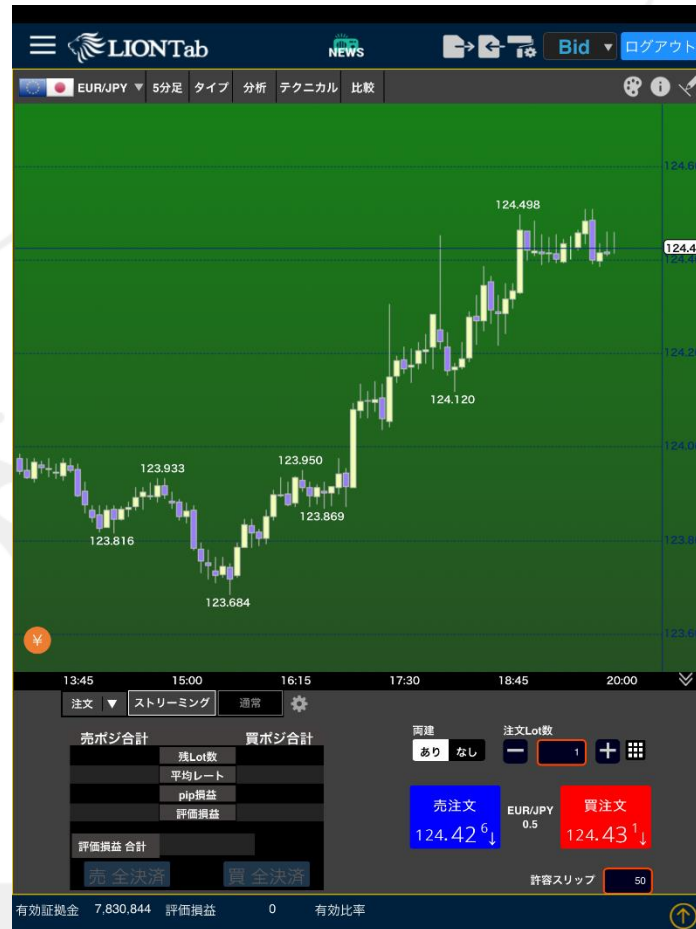 LIONTab
NEWS
Bid ▼
ログアウト
EUR/JPY ▼ 5分足 タイプ 分析 テクニカル 比較
124.498
124.4
124.120
123.950
123.933
123.869
123.816
123.684
¥
13:45 15:00 16:15 17:30 18:45 20:00
注文 ▼ ストリーミング 通常
売ポジ合計 買ポジ合計
残Lot数
平均レート
pip損益
評価損益
評価損益 合計
売 全決済 買 全決済
両建 注文Lot数
あり なし 1
売注文 EUR/JPY 買注文
124.42 6↓ 0.5 124.43 1↓
許容スリップ 50
有効証拠金 7,830,844 評価損益 0 有効比率